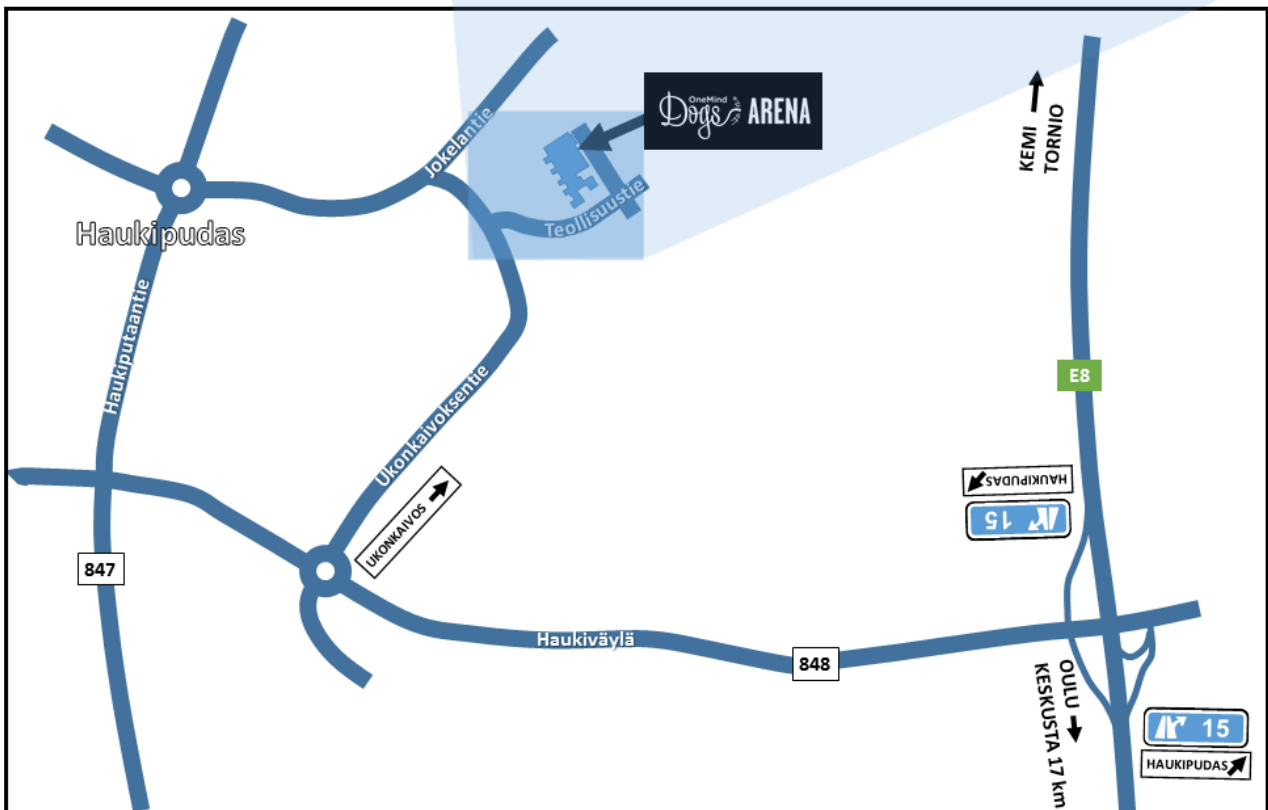 OneMind
Dogs ARENA
KEMI
TORNIO
Jokelantie
Teollisuustie
Haukipudas
Haukiputaantie
E8
Ukonkaivoksentie
HAUKIPUDAS
15
UKONKAIVOS
847
Haukiväylä
848
OULU
KESKUSTA 17 km
15
HAUKIPUDAS